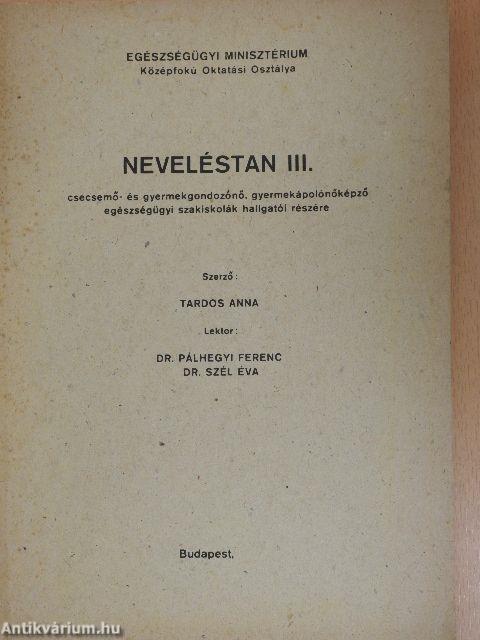 EGÉSZSÉGÜGYI MINISZTÉRIUM
Középfokú Oktatási Osztálya
NEVELÉSTAN III.
csecsemő- és gyermekgondozónő, gyermekápolónőképző
egészségügyi szakiskolák hallgatói részére
Szerző:
TARDOS ANNA
Lektor:
DR. PÁLHEGYI FERENC
DR. SZÉL ÉVA
Budapest.
Antikvárium.hu